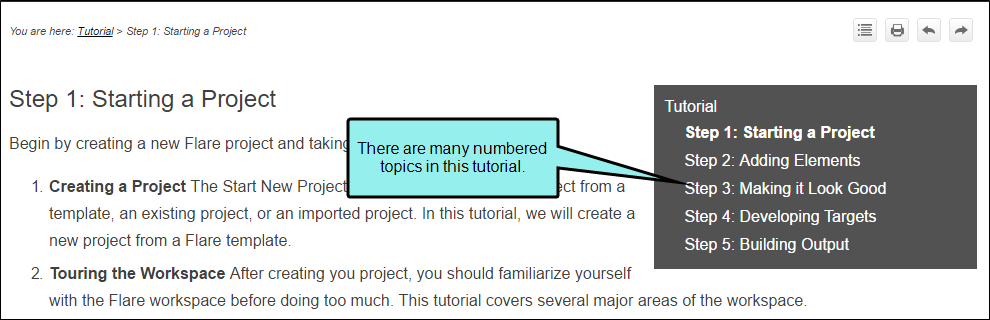 You are here: Tutorial > Step 1: Starting a Project
Step 1: Starting a Project
Begin by creating a new Flare project and taking
1. Creating a Project The Start New Project
ect from a
template, an existing project, or an imported project. In this tutorial, we will create a
new project from a Flare template.
2. Touring the Workspace After creating you project, you should familiarize yourself
with the Flare workspace before doing too much. This tutorial covers several major areas of the workspace.
There are many numbered
topics in this tutorial.
Tutorial
Step 1: Starting a Project
Step 2: Adding Elements
Step 3: Making it Look Good
Step 4: Developing Targets
Step 5: Building Output